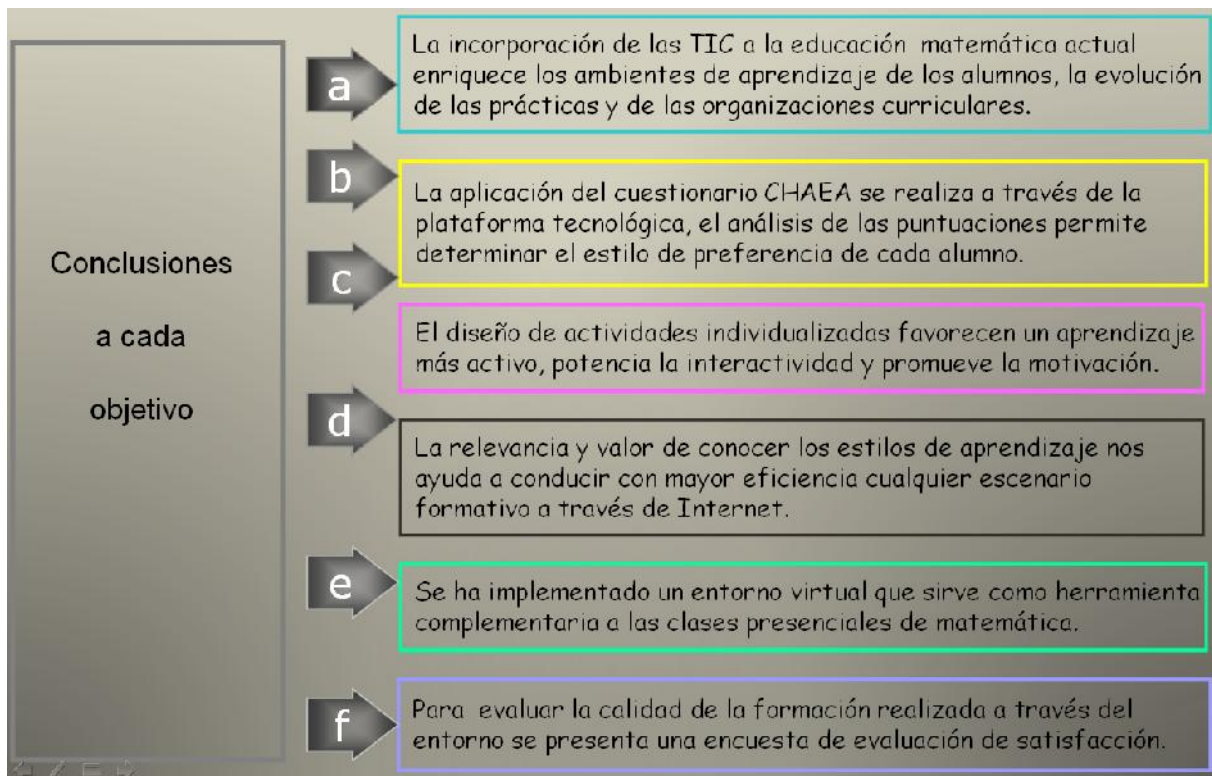 Conclusiones
a cada
objetivo
a
La incorporación de las TIC a la educación matemática actual
enriquece los ambientes de aprendizaje de los alumnos, la evolución
de las prácticas y de las organizaciones curriculares.
b
La aplicación del cuestionario CHAEA se realiza a través de la
plataforma tecnológica, el análisis de las puntuaciones permite
determinar el estilo de preferencia de cada alumno.
c
El diseño de actividades individualizadas favorecen un aprendizaje
más activo, potencia la interactividad y promueve la motivación.
d
La relevancia y valor de conocer los estilos de aprendizaje nos
ayuda a conducir con mayor eficiencia cualquier escenario
formativo a través de Internet.
e
Se ha implementado un entorno virtual que sirve como herramienta
complementaria a las clases presenciales de matemática.
f
Para evaluar la calidad de la formación realizada a través del
entorno se presenta una encuesta de evaluación de satisfacción.